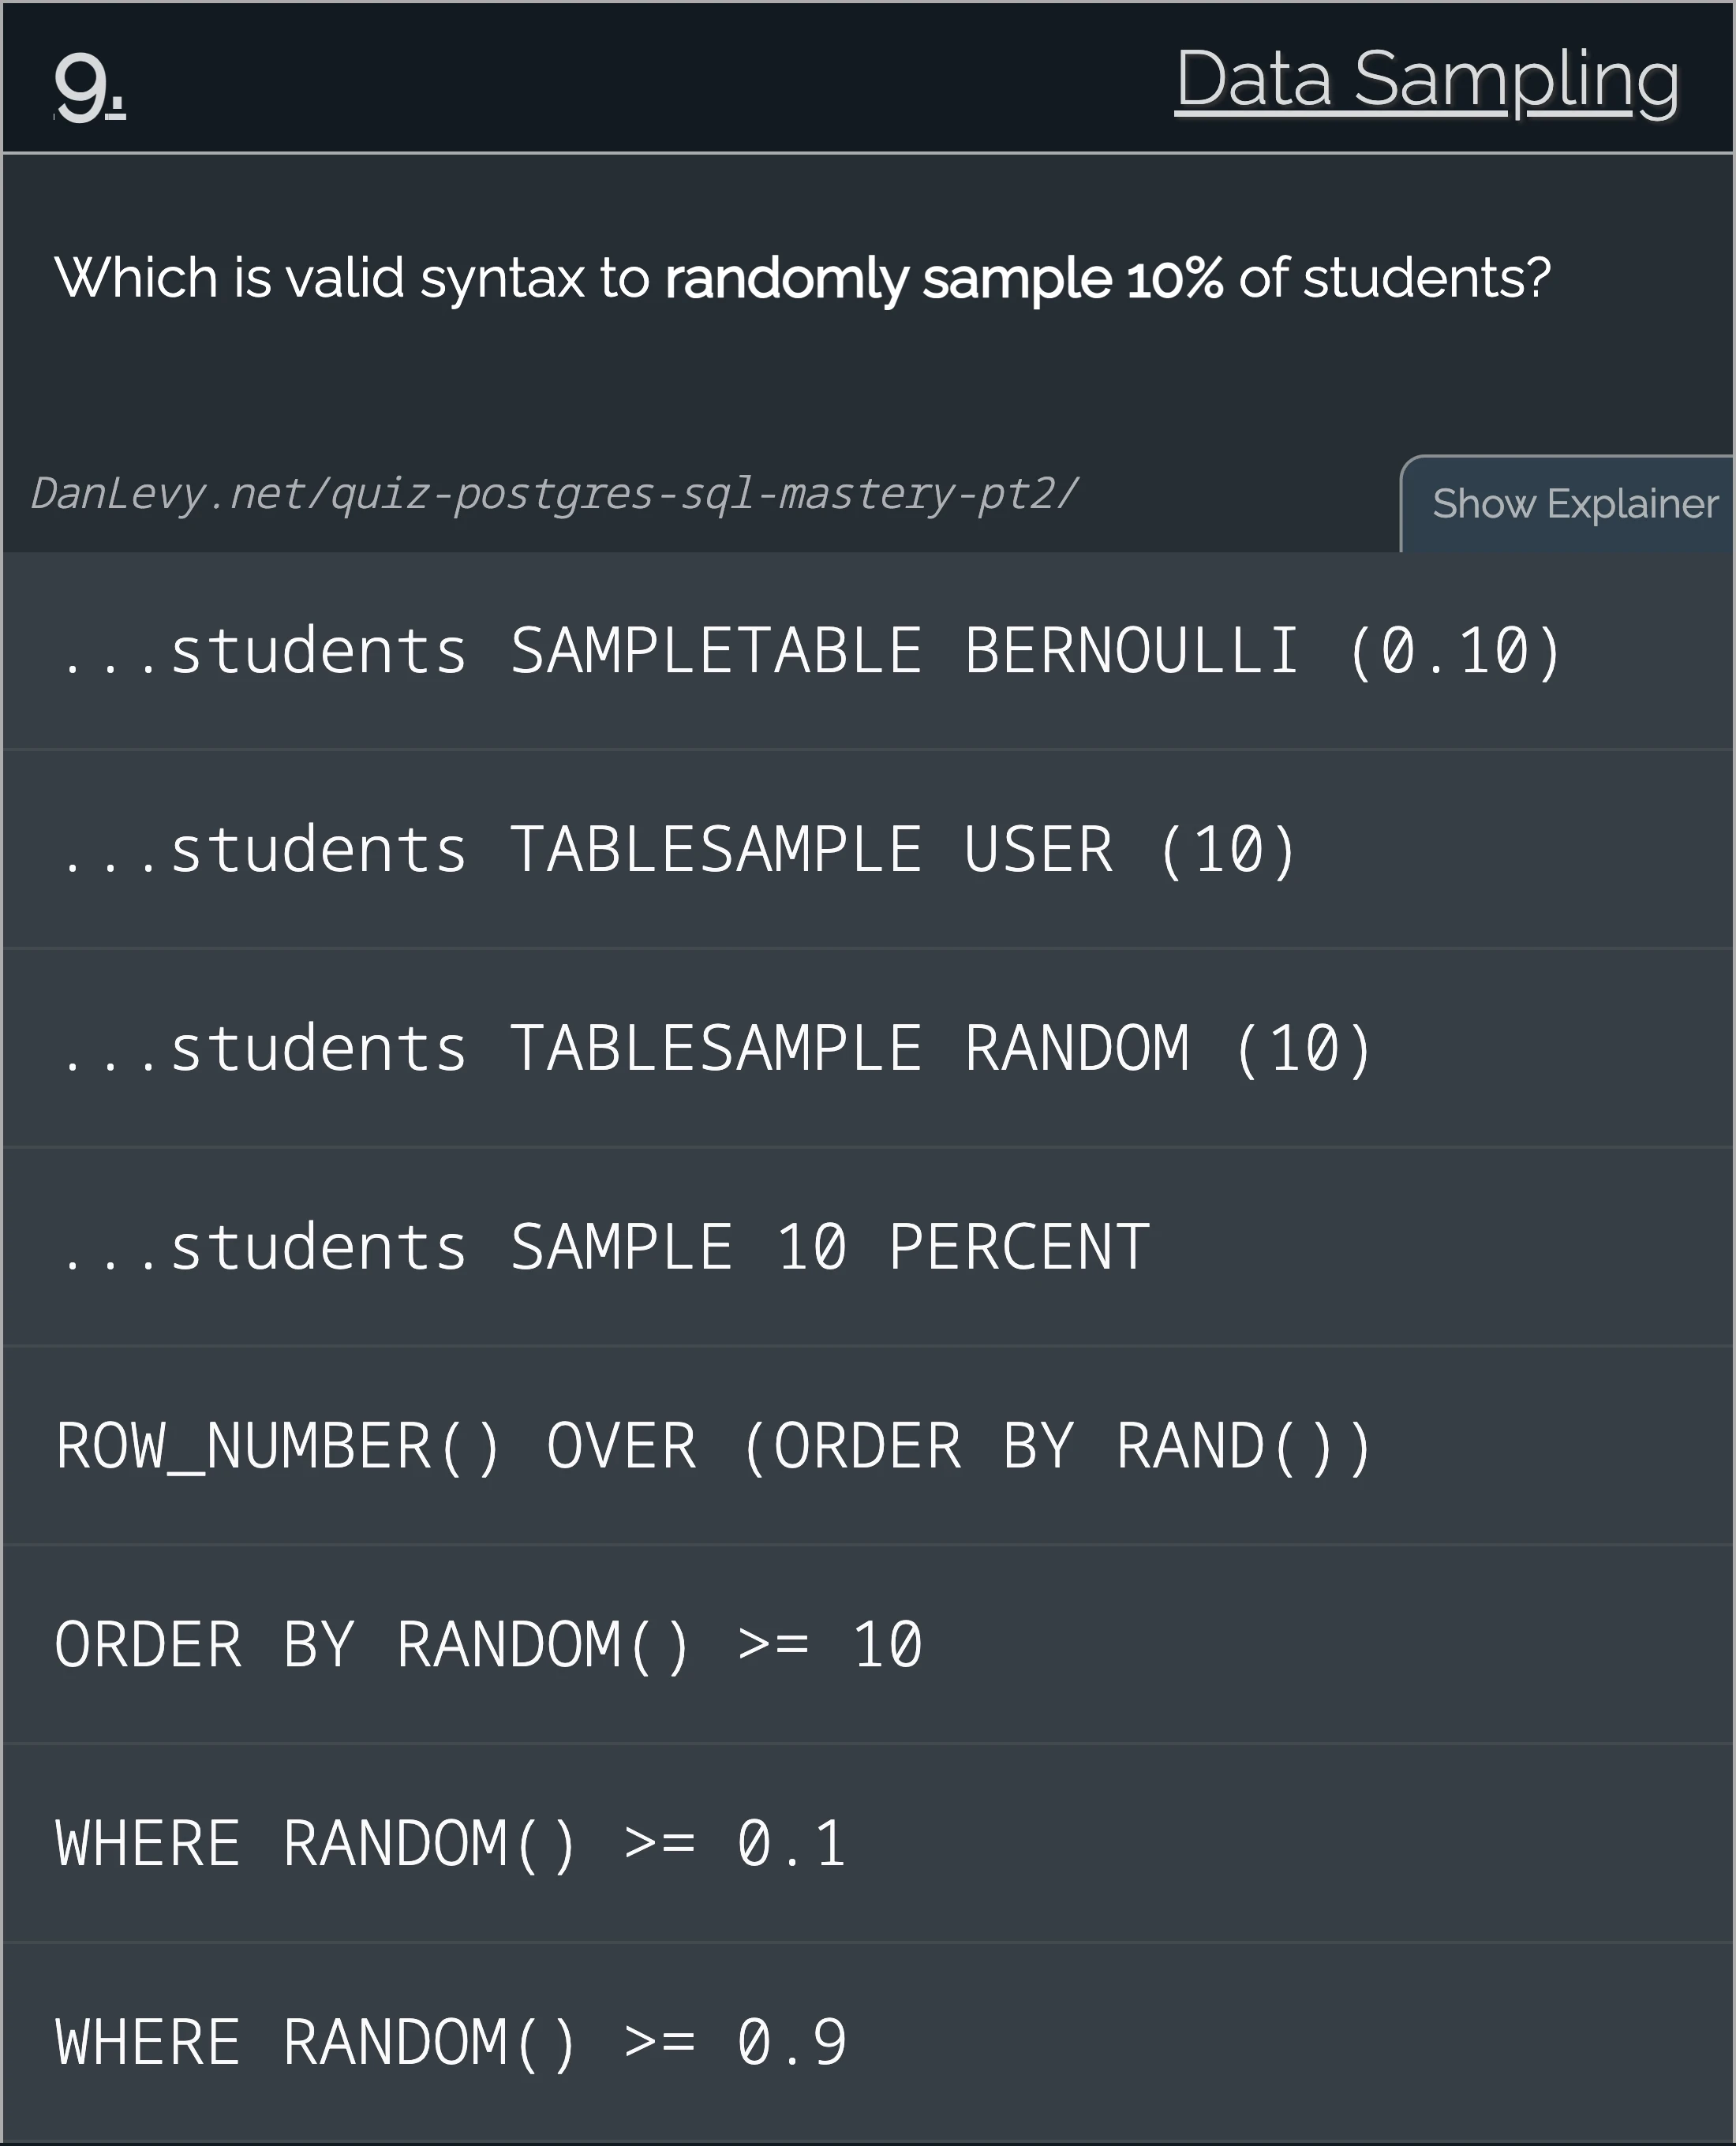 9.
Data Sampling
Which is valid syntax to randomly sample 10% of students?
DanLevy.net/quiz-postgres-sql-mastery-pt2/
Show Explainer
...students SAMPLETABLE BERNOULLI (0.10)
...students TABLESAMPLE USER (10)
...students TABLESAMPLE RANDOM (10)
...students SAMPLE 10 PERCENT
ROW_NUMBER() OVER (ORDER BY RAND())
ORDER BY RANDOM() >= 10
WHERE RANDOM() >= 0.1
WHERE RANDOM() >= 0.9